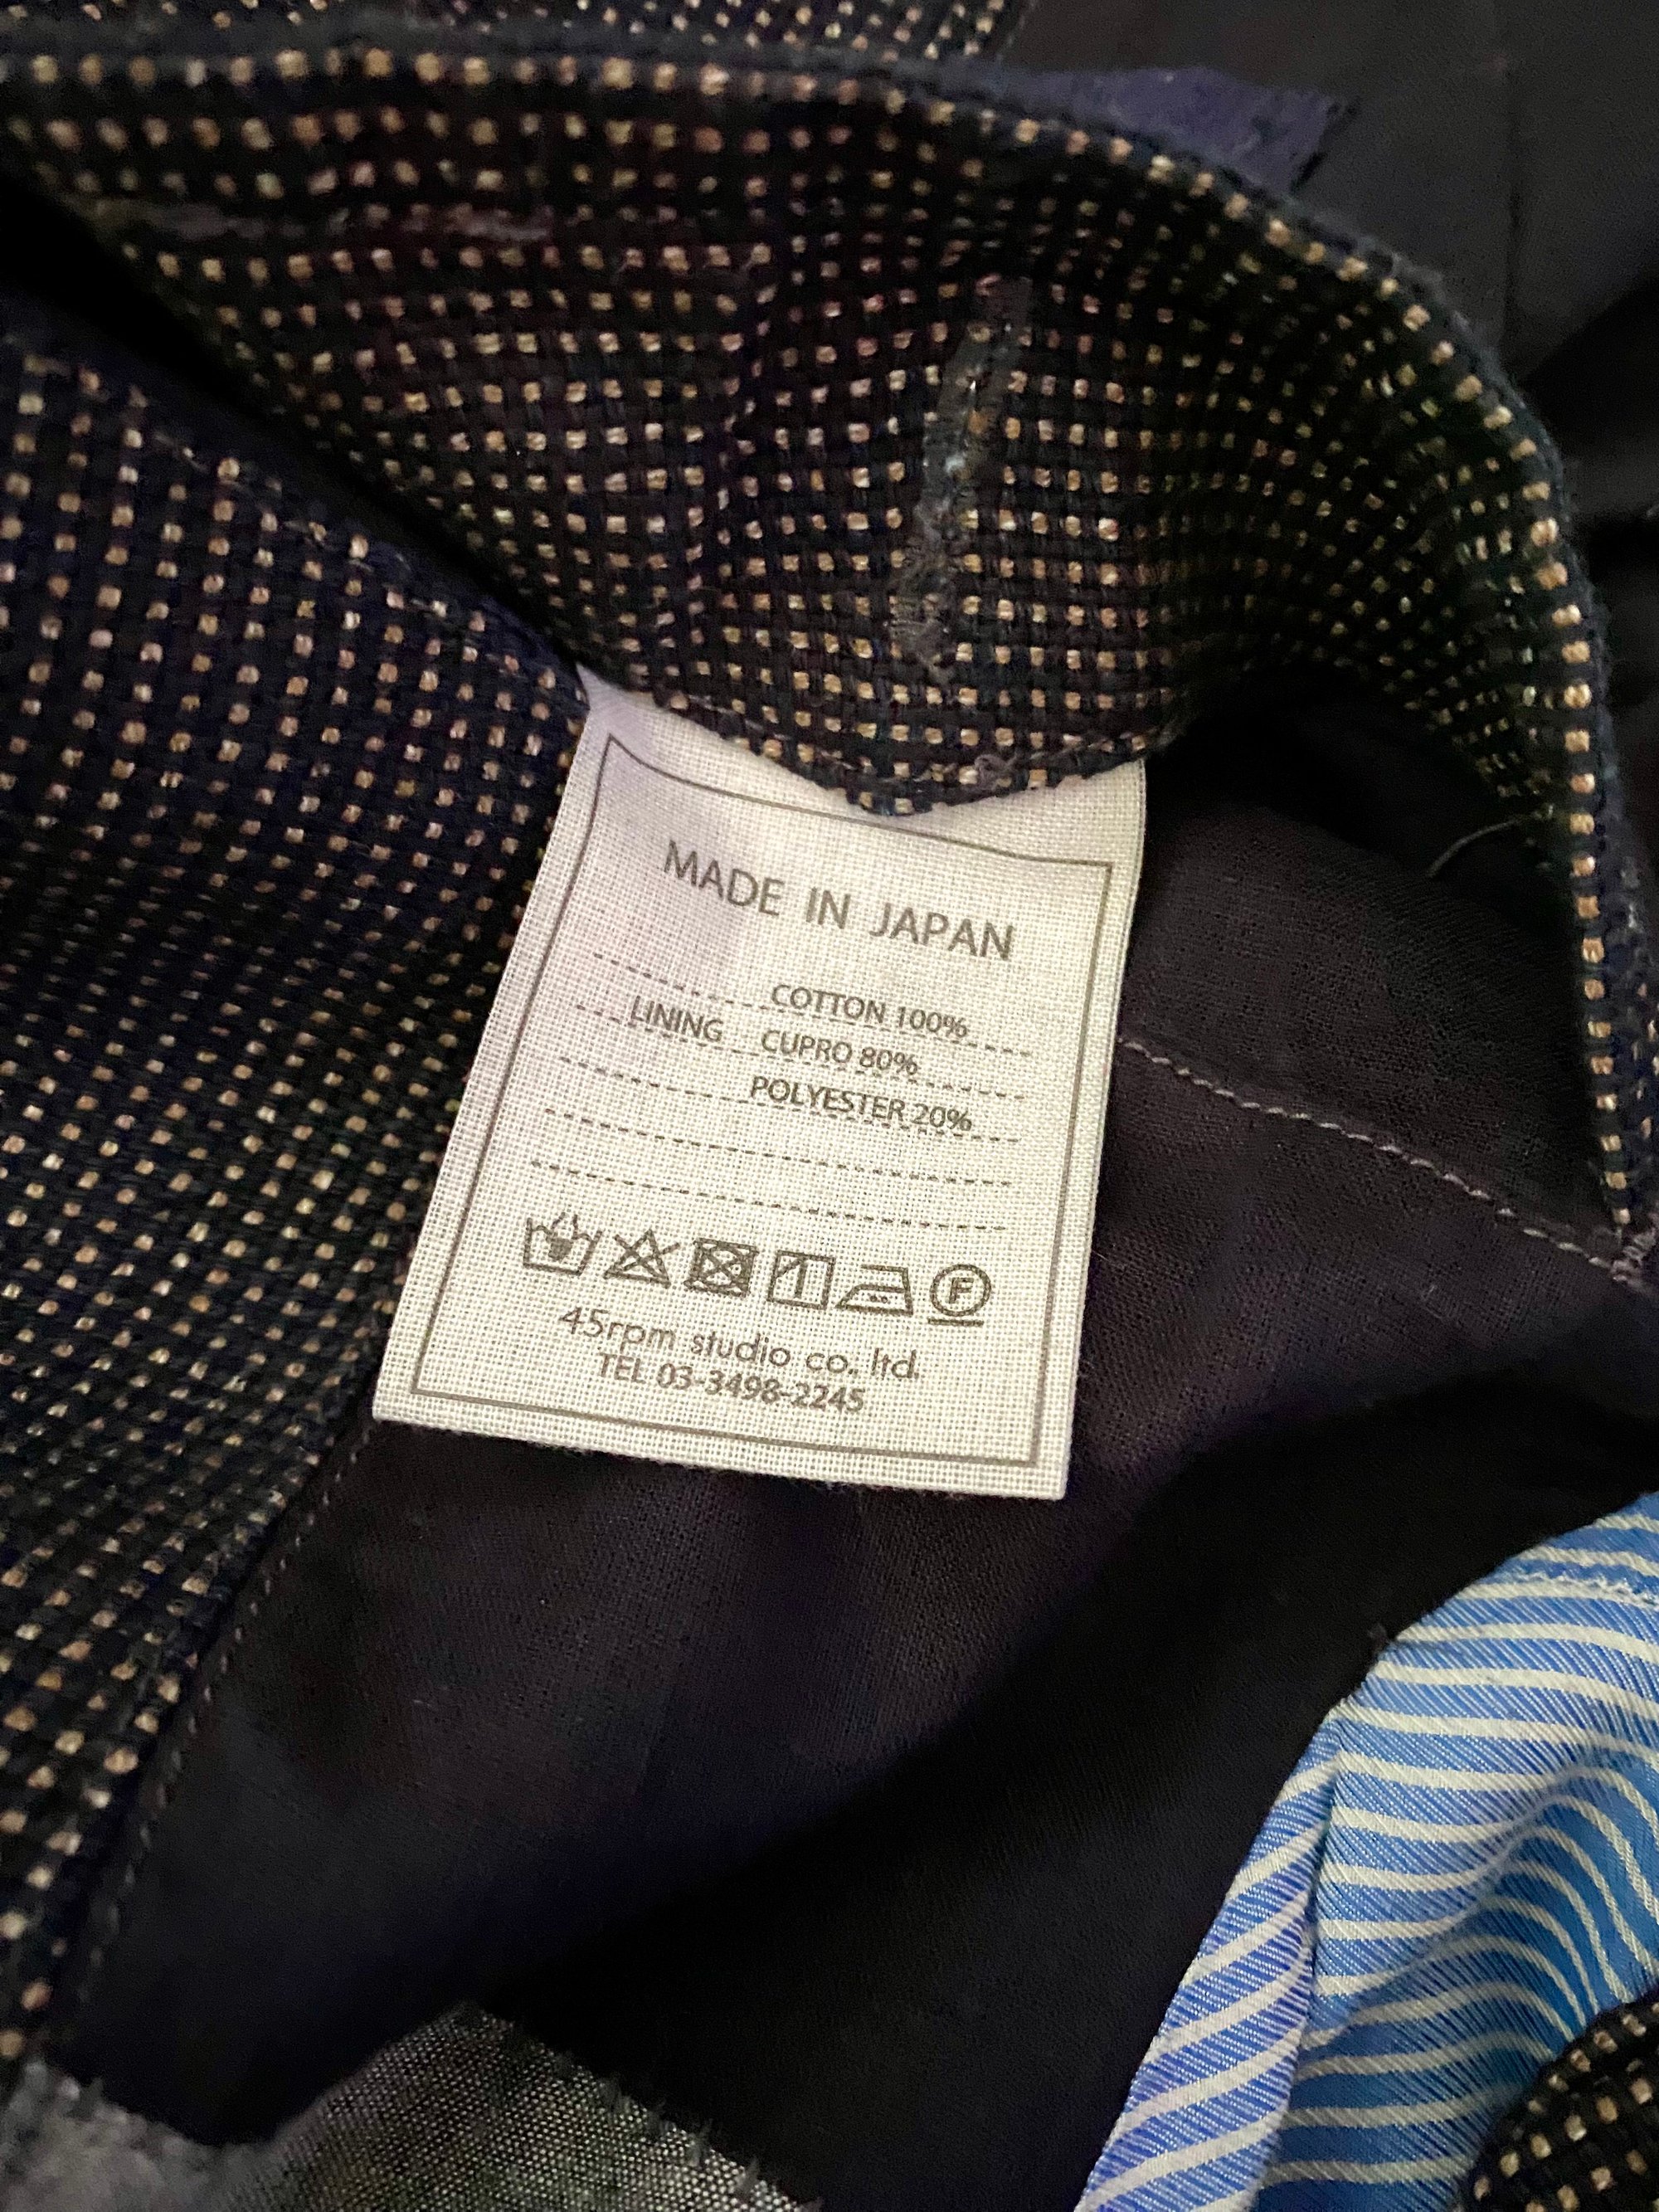 MADE IN JAPAN
COTTON 100%
LINING CUPRO 80%
POLYESTER 20%
F
45rpm studio co., ltd.
TEL 03-3498-2245